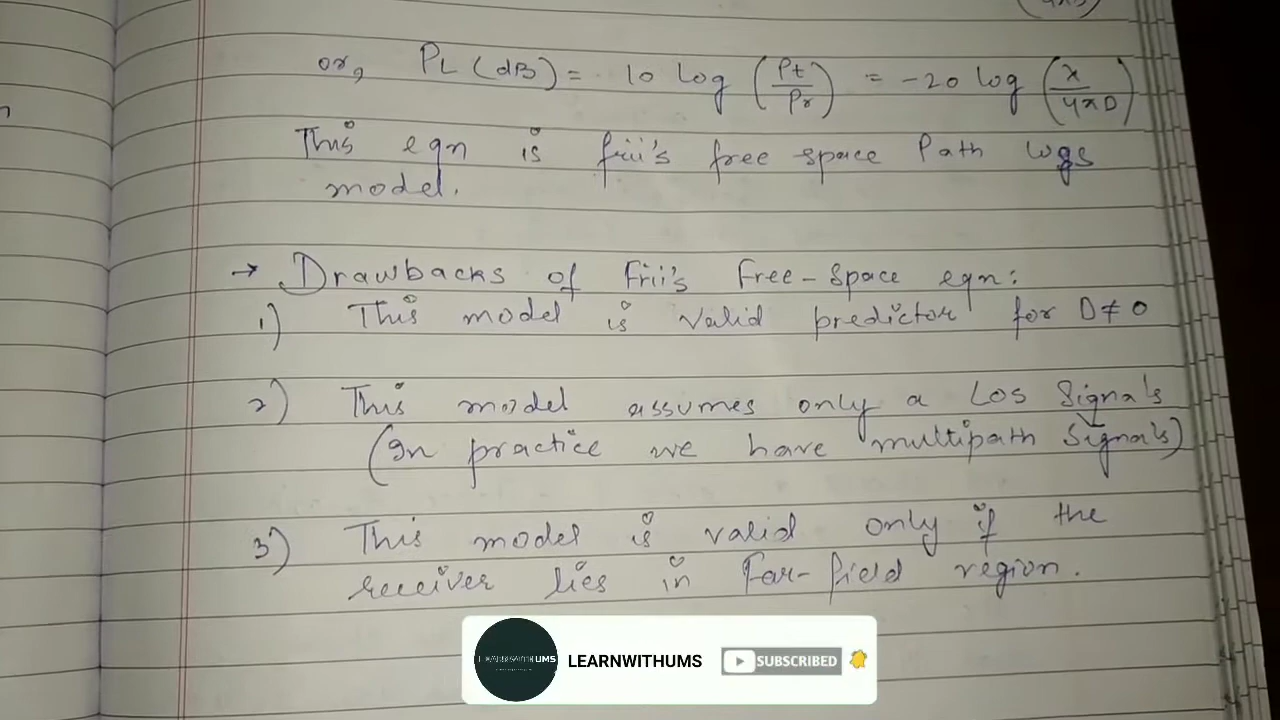 or, PL (dB) = 10 log (Pt/Pr) = -20 log (λ/4πD)
This eqn is frii's free space Path loss
model.
→ Drawbacks of Frii's Free-Space eqn:
1) This model is valid predictor for D≠0
2) This model assumes only a LOS Signals
(In practice we have multipath Signals)
3) This model is valid only if the
receiver lies in Far-field region.
LEARNWITHUMS
SUBSCRIBED